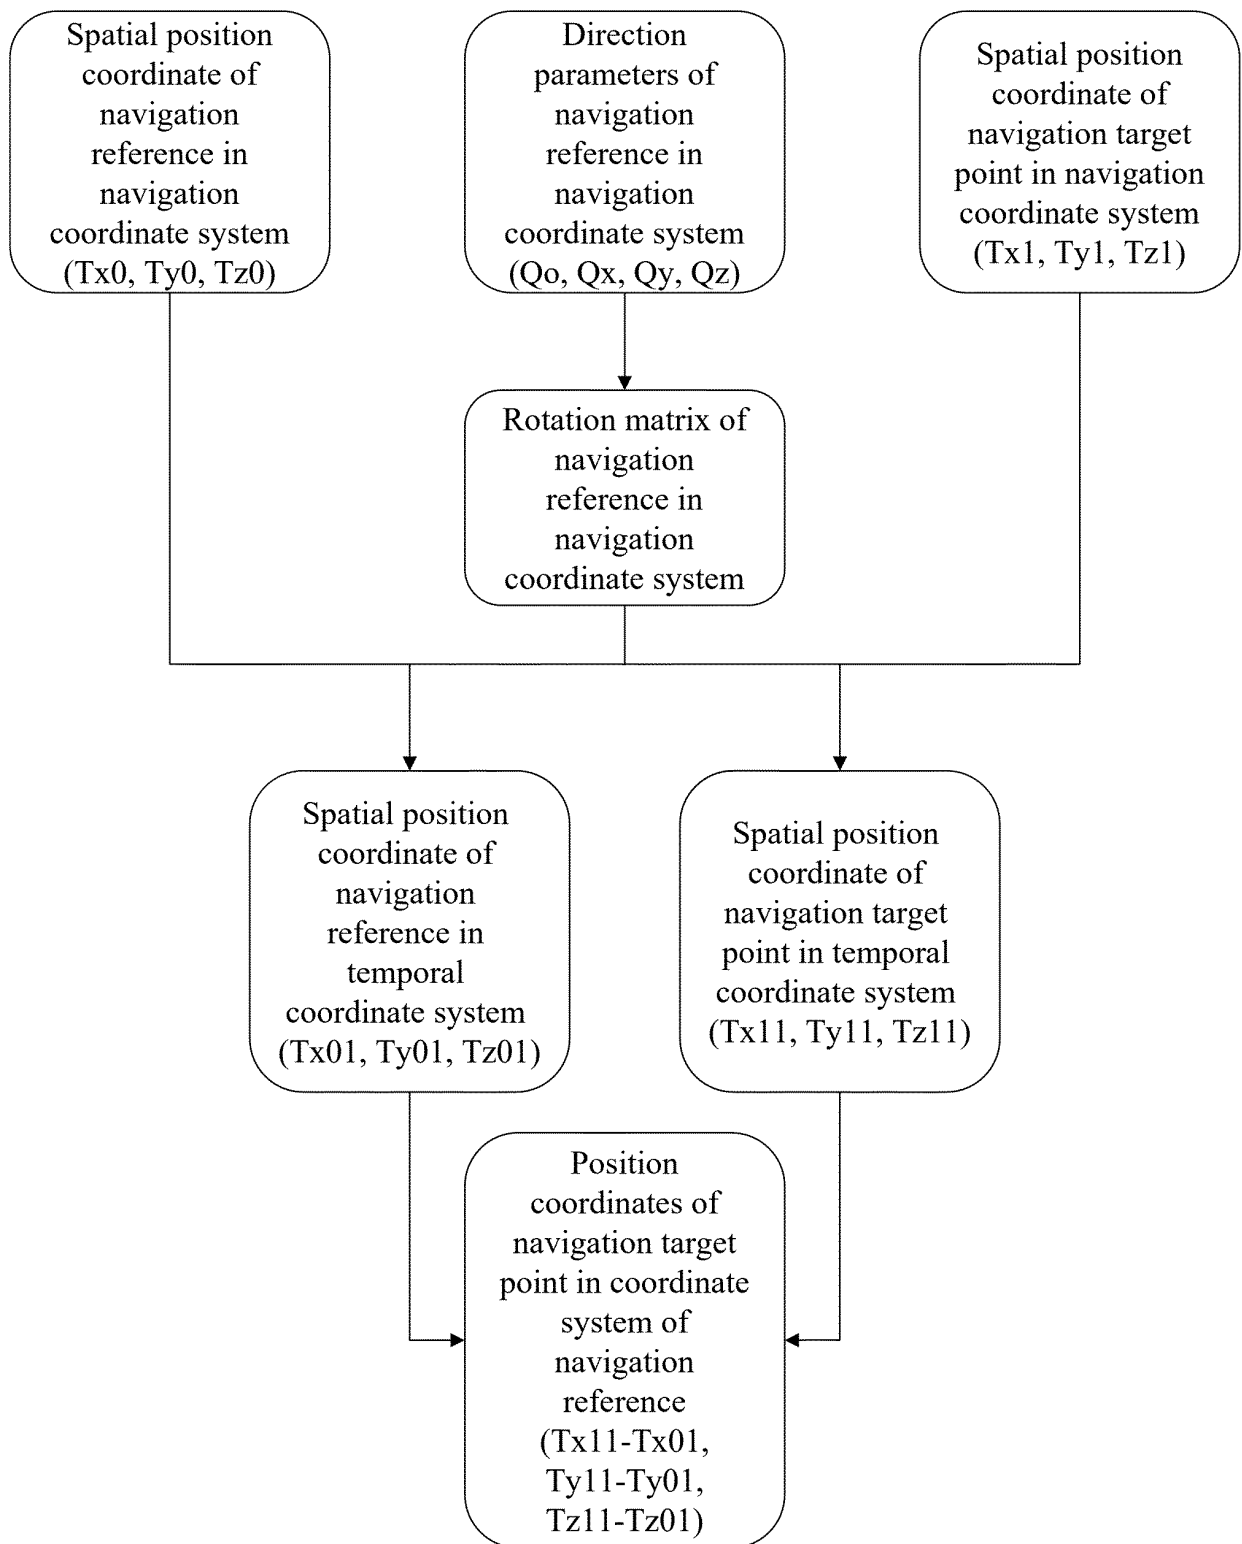 Spatial position
coordinate of
navigation
reference in
navigation
coordinate system
(Tx0, Ty0, Tz0)
Direction
parameters of
navigation
reference in
navigation
coordinate system
(Qo, Qx, Qy, Qz)
Spatial position
coordinate of
navigation target
point in navigation
coordinate system
(Tx1, Ty1, Tz1)
Rotation matrix of
navigation
reference in
navigation
coordinate system
Spatial position
coordinate of
navigation
reference in
temporal
coordinate system
(Tx01, Ty01, Tz01)
Spatial position
coordinate of
navigation target
point in temporal
coordinate system
(Tx11, Ty11, Tz11)
Position
coordinates of
navigation target
point in coordinate
system of
navigation
reference
(Tx11-Tx01,
Ty11-Ty01,
Tz11-Tz01)